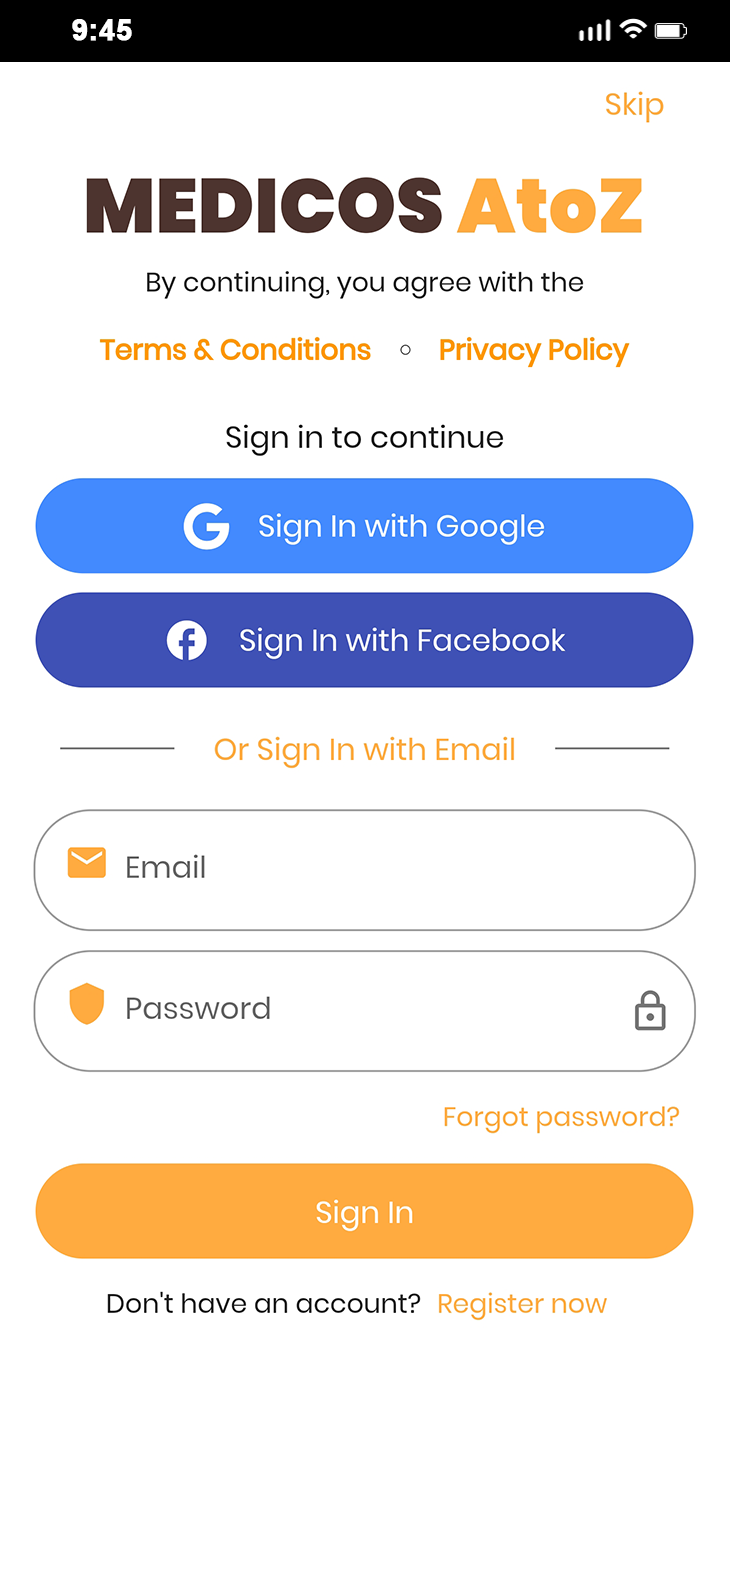 9:45
Skip
MEDICOS AtoZ
By continuing, you agree with the
Terms & Conditions ○ Privacy Policy
Sign in to continue
Sign In with Google
Sign In with Facebook
Or Sign In with Email
Email
Password
Forgot password?
Sign In
Don't have an account? Register now